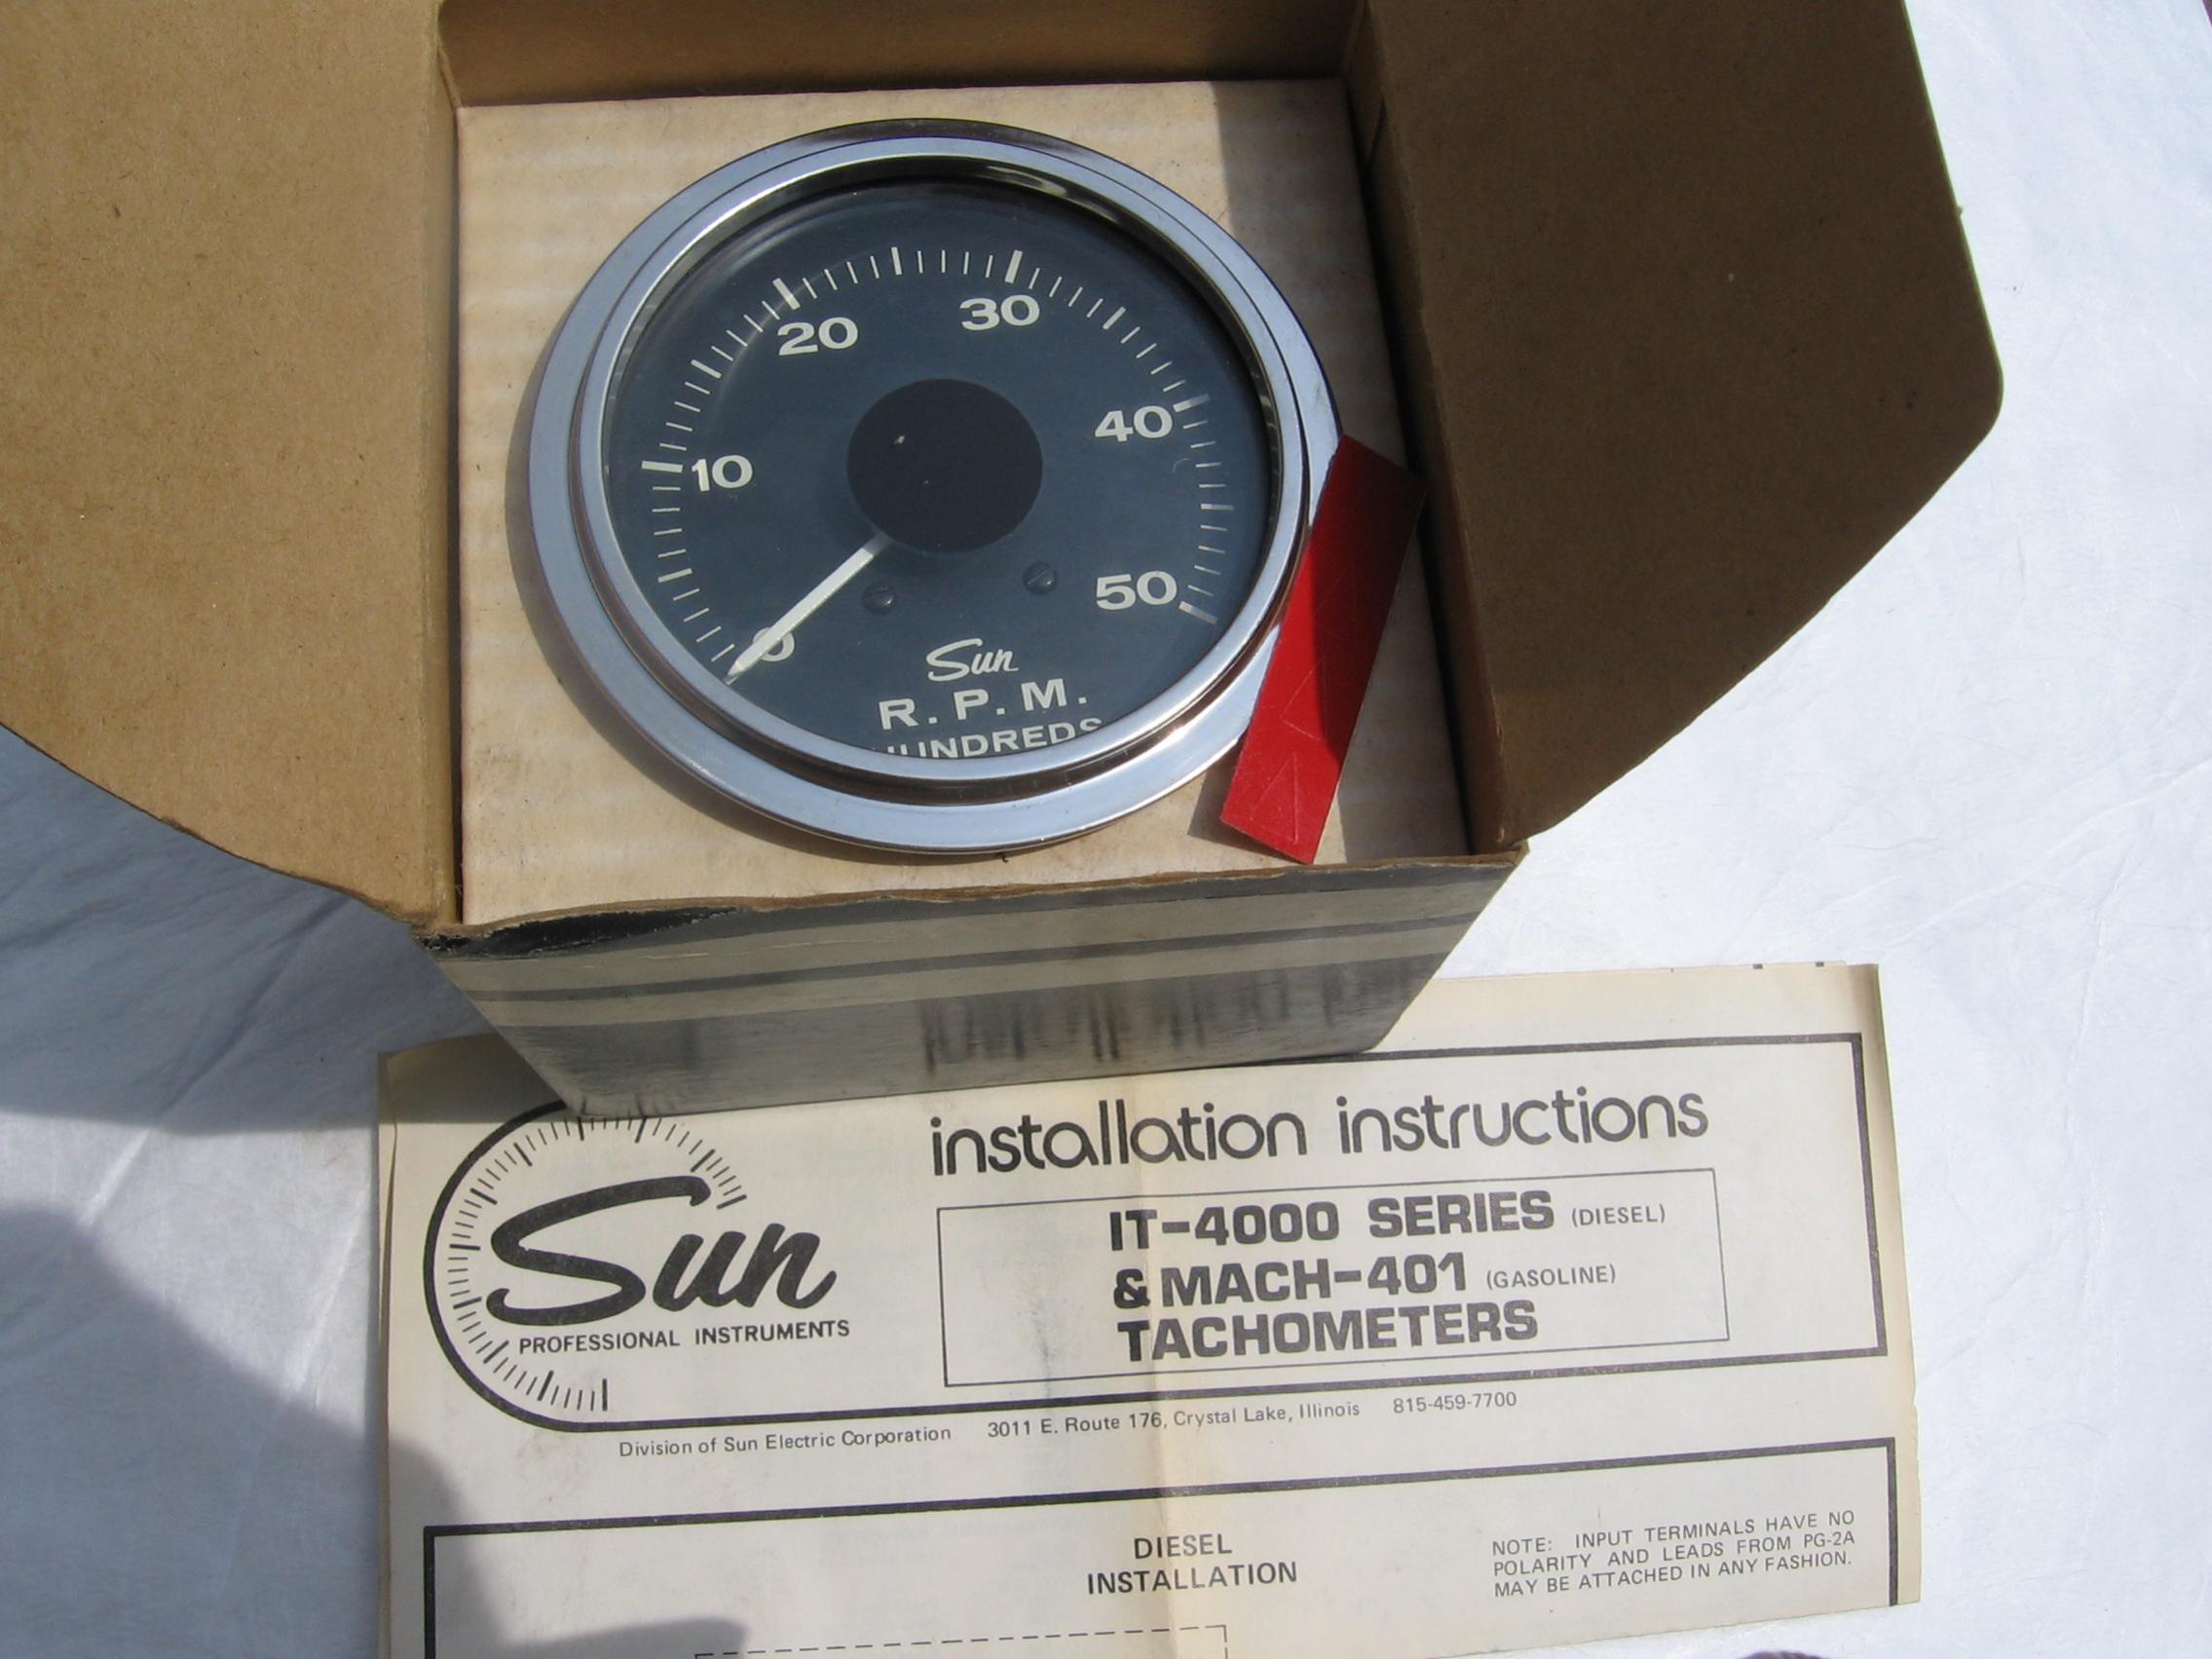 20
30
10
40
0
50
Sun
R.P.M.
HUNDREDS
installation instructions
Sun
PROFESSIONAL INSTRUMENTS
IT-4000 SERIES (DIESEL)
& MACH-401 (GASOLINE)
TACHOMETERS
Division of Sun Electric Corporation 3011 E. Route 176, Crystal Lake, Illinois 815-459-7700
DIESEL
INSTALLATION
NOTE: INPUT TERMINALS HAVE NO
POLARITY AND LEADS FROM PG-2A
MAY BE ATTACHED IN ANY FASHION.